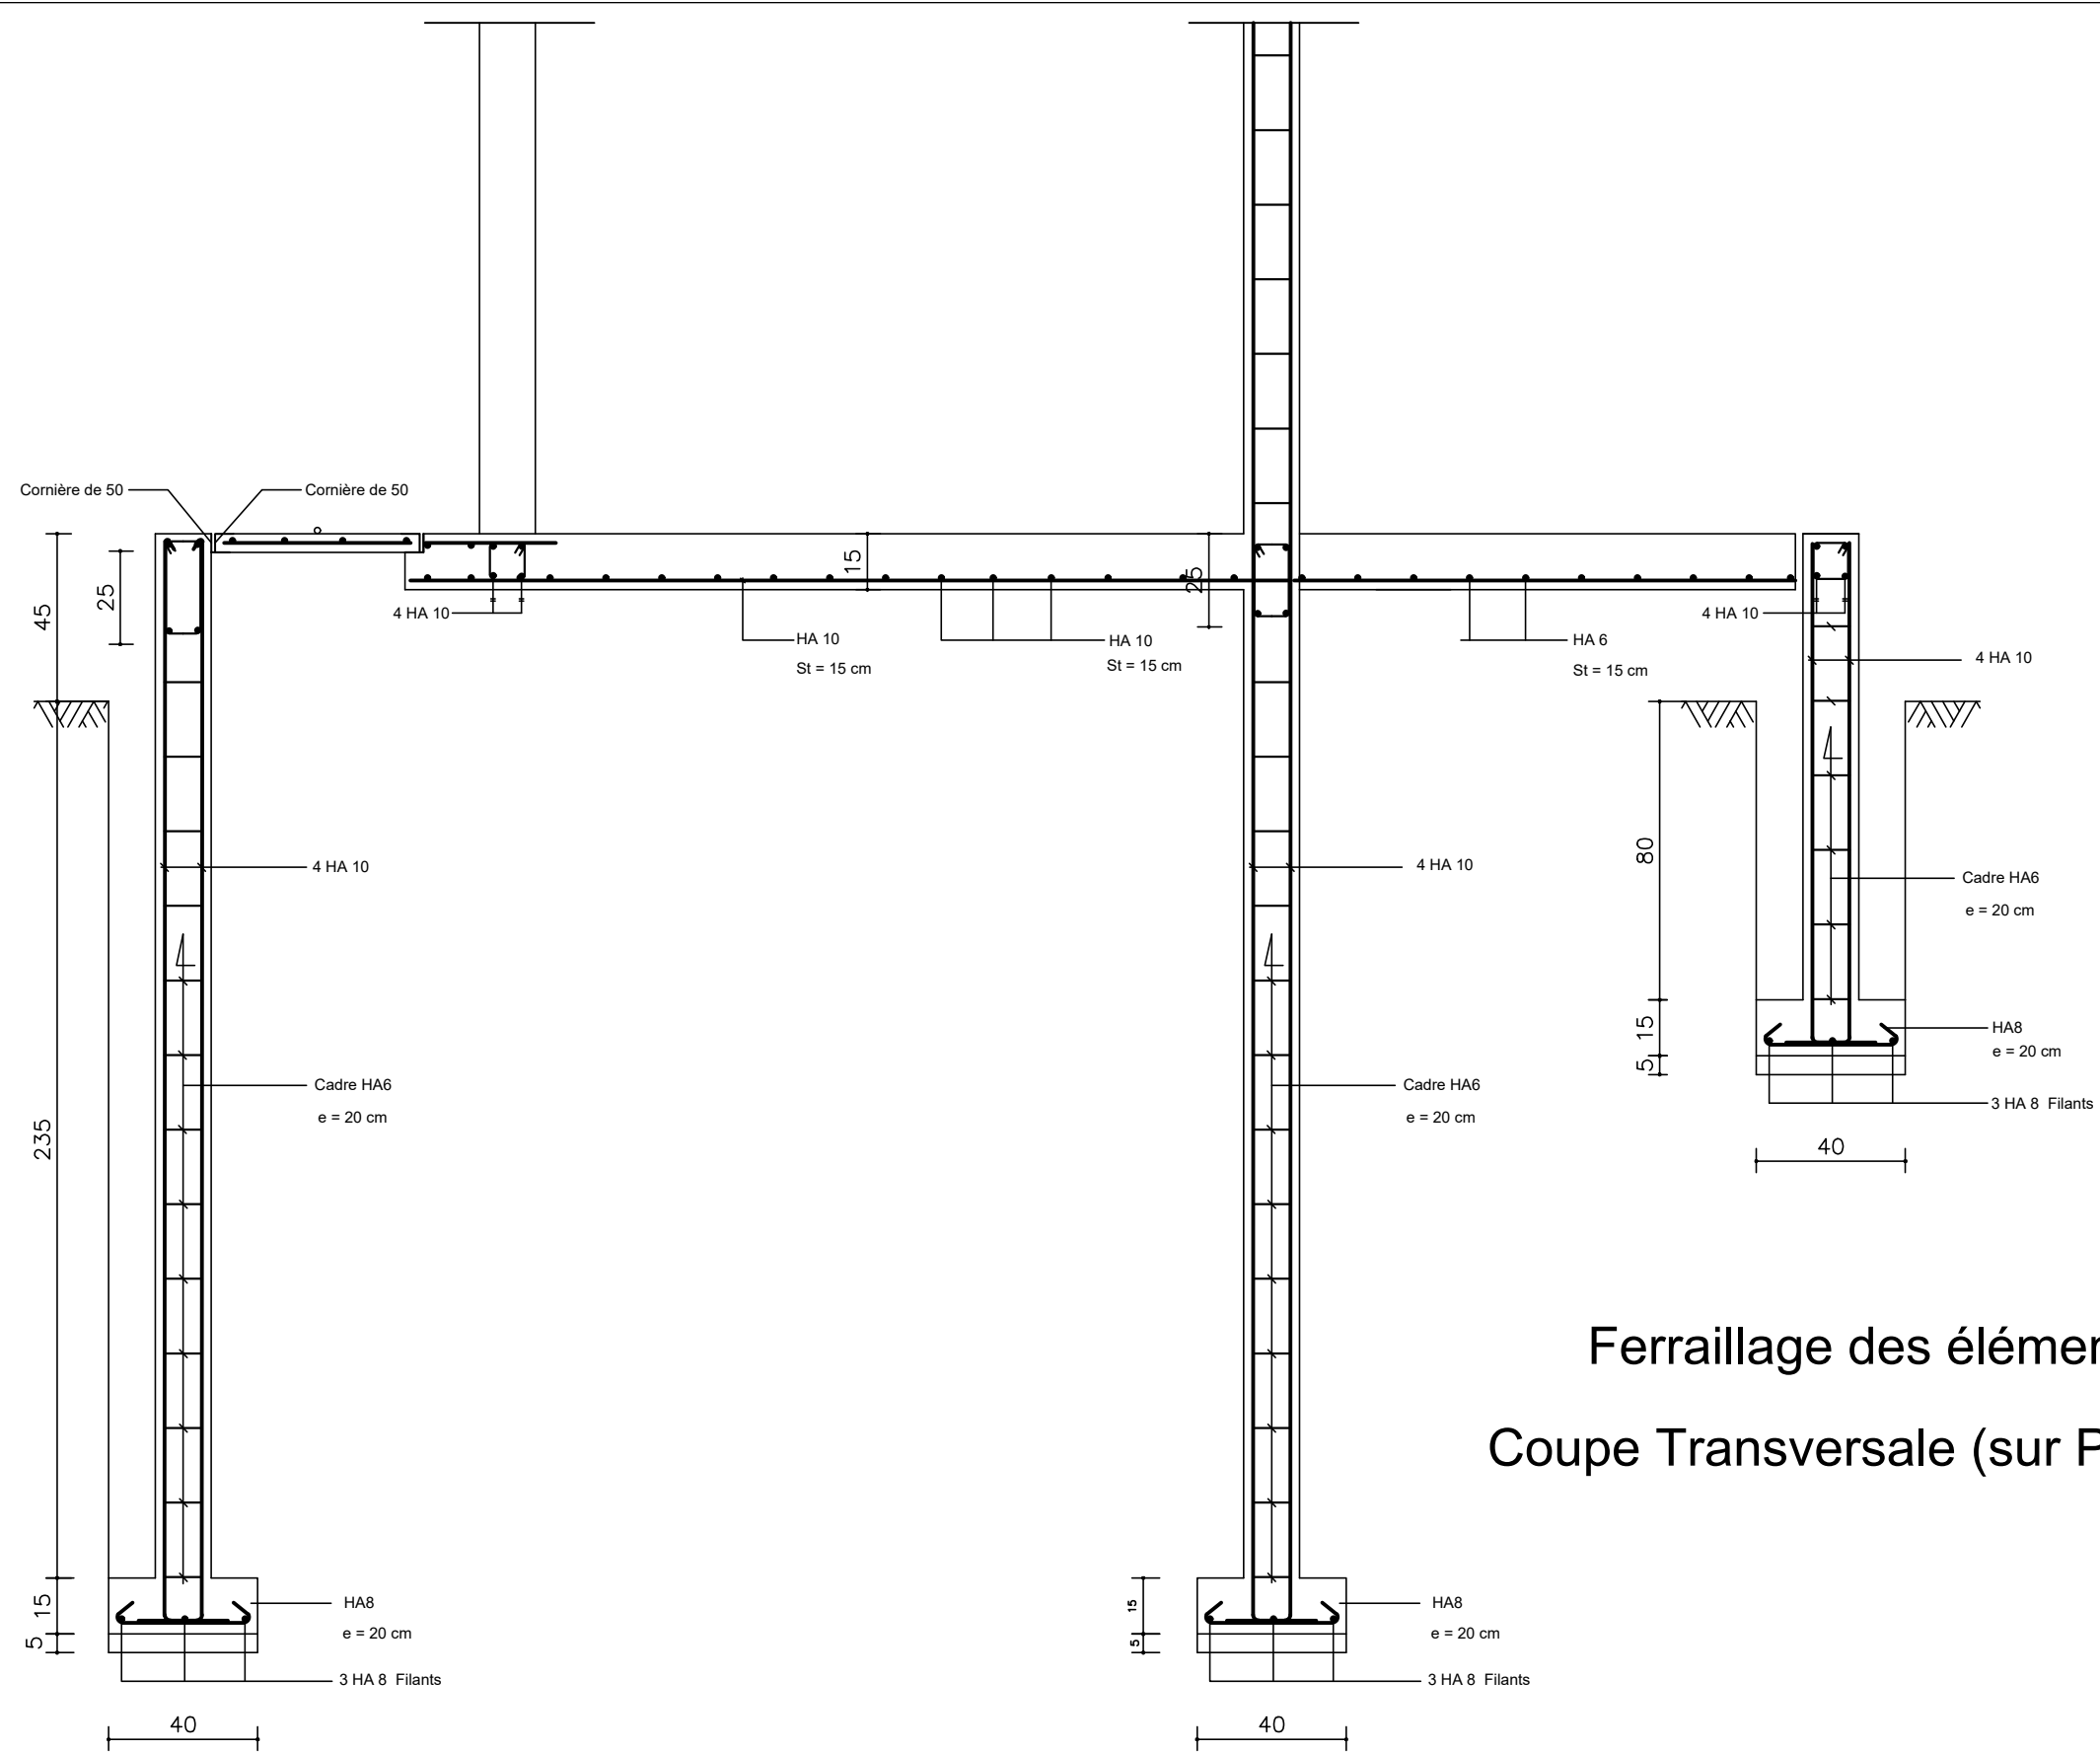 Cornière de 50
Cornière de 50
45
25
15
25
4 HA 10
HA 10
St = 15 cm
HA 10
St = 15 cm
HA 6
St = 15 cm
4 HA 10
4 HA 10
4 HA 10
4 HA 10
80
Cadre HA6
e = 20 cm
15
HA8
e = 20 cm
5
3 HA 8 Filants
40
235
Cadre HA6
e = 20 cm
Cadre HA6
e = 20 cm
Ferraillage des élémen
Coupe Transversale (sur P
15
HA8
e = 20 cm
5
3 HA 8 Filants
40
15
HA8
e = 20 cm
5
3 HA 8 Filants
40